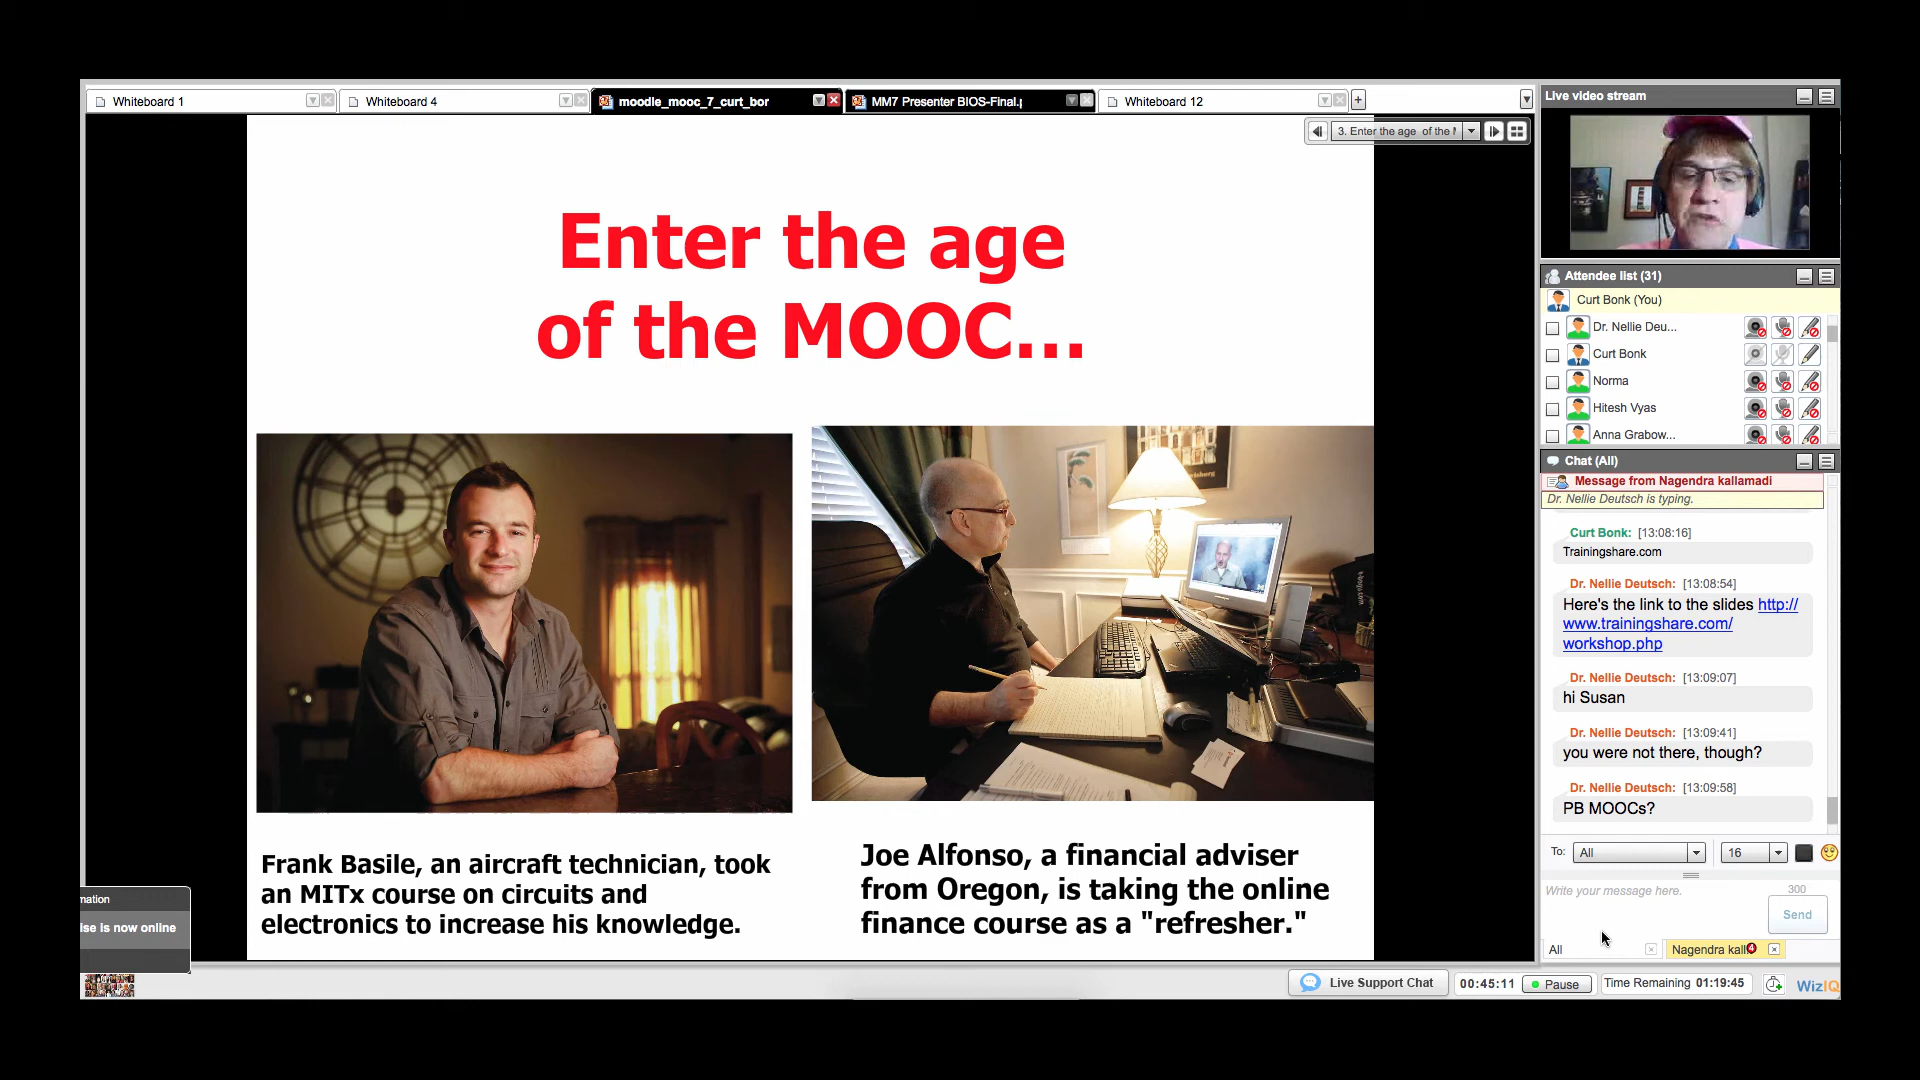 Whiteboard 1
Whiteboard 4
moodle_mooc_7_curt_bor
MM7 Presenter BIOS-Final.p
Whiteboard 12
+
3. Enter the age of the M
Enter the age
of the MOOC...
Frank Basile, an aircraft technician, took
an MITx course on circuits and
electronics to increase his knowledge.
Joe Alfonso, a financial adviser
from Oregon, is taking the online
finance course as a "refresher."
Live video stream
Attendee list (31)
Curt Bonk (You)
Dr. Nellie Deu...
Curt Bonk
Norma
Hitesh Vyas
Anna Grabow...
Chat (All)
Message from Nagendra kallamadi
Dr. Nellie Deutsch is typing.
Curt Bonk: [13:08:16]
Trainingshare.com
Dr. Nellie Deutsch: [13:08:54]
Here's the link to the slides http://
www.trainingshare.com/
workshop.php
Dr. Nellie Deutsch: [13:09:07]
hi Susan
Dr. Nellie Deutsch: [13:09:41]
you were not there, though?
Dr. Nellie Deutsch: [13:09:58]
PB MOOCs?
To: All 16
Write your message here.
300
Send
All
Nagendra kall 4
mation
ise is now online
Live Support Chat
00:45:11
Pause
Time Remaining 01:19:45
WizIQ